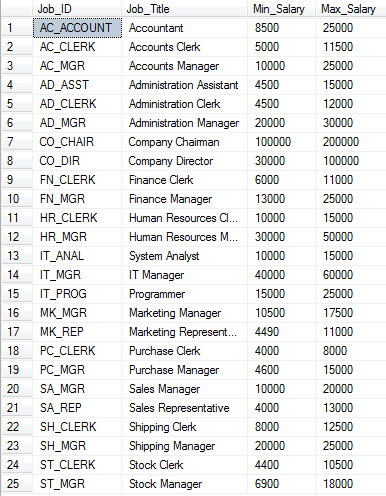 Job_ID Job_Title Min_Salary Max_Salary
1 AC_ACCOUNT Accountant 8500 25000
2 AC_CLERK Accounts Clerk 5000 11500
3 AC_MGR Accounts Manager 10000 25000
4 AD_ASST Administration Assistant 4500 15000
5 AD_CLERK Administration Clerk 4500 12000
6 AD_MGR Administration Manager 20000 30000
7 CO_CHAIR Company Chairman 100000 200000
8 CO_DIR Company Director 30000 100000
9 FN_CLERK Finance Clerk 6000 11000
10 FN_MGR Finance Manager 13000 25000
11 HR_CLERK Human Resources Cl... 10000 15000
12 HR_MGR Human Resources M... 30000 50000
13 IT_ANAL System Analyst 10000 15000
14 IT_MGR IT Manager 40000 60000
15 IT_PROG Programmer 15000 25000
16 MK_MGR Marketing Manager 10500 17500
17 MK_REP Marketing Represent... 4490 11000
18 PC_CLERK Purchase Clerk 4000 8000
19 PC_MGR Purchase Manager 4600 15000
20 SA_MGR Sales Manager 10000 20000
21 SA_REP Sales Representative 4000 13000
22 SH_CLERK Shipping Clerk 8000 12500
23 SH_MGR Shipping Manager 20000 25000
24 ST_CLERK Stock Clerk 4400 10500
25 ST_MGR Stock Manager 6900 18000